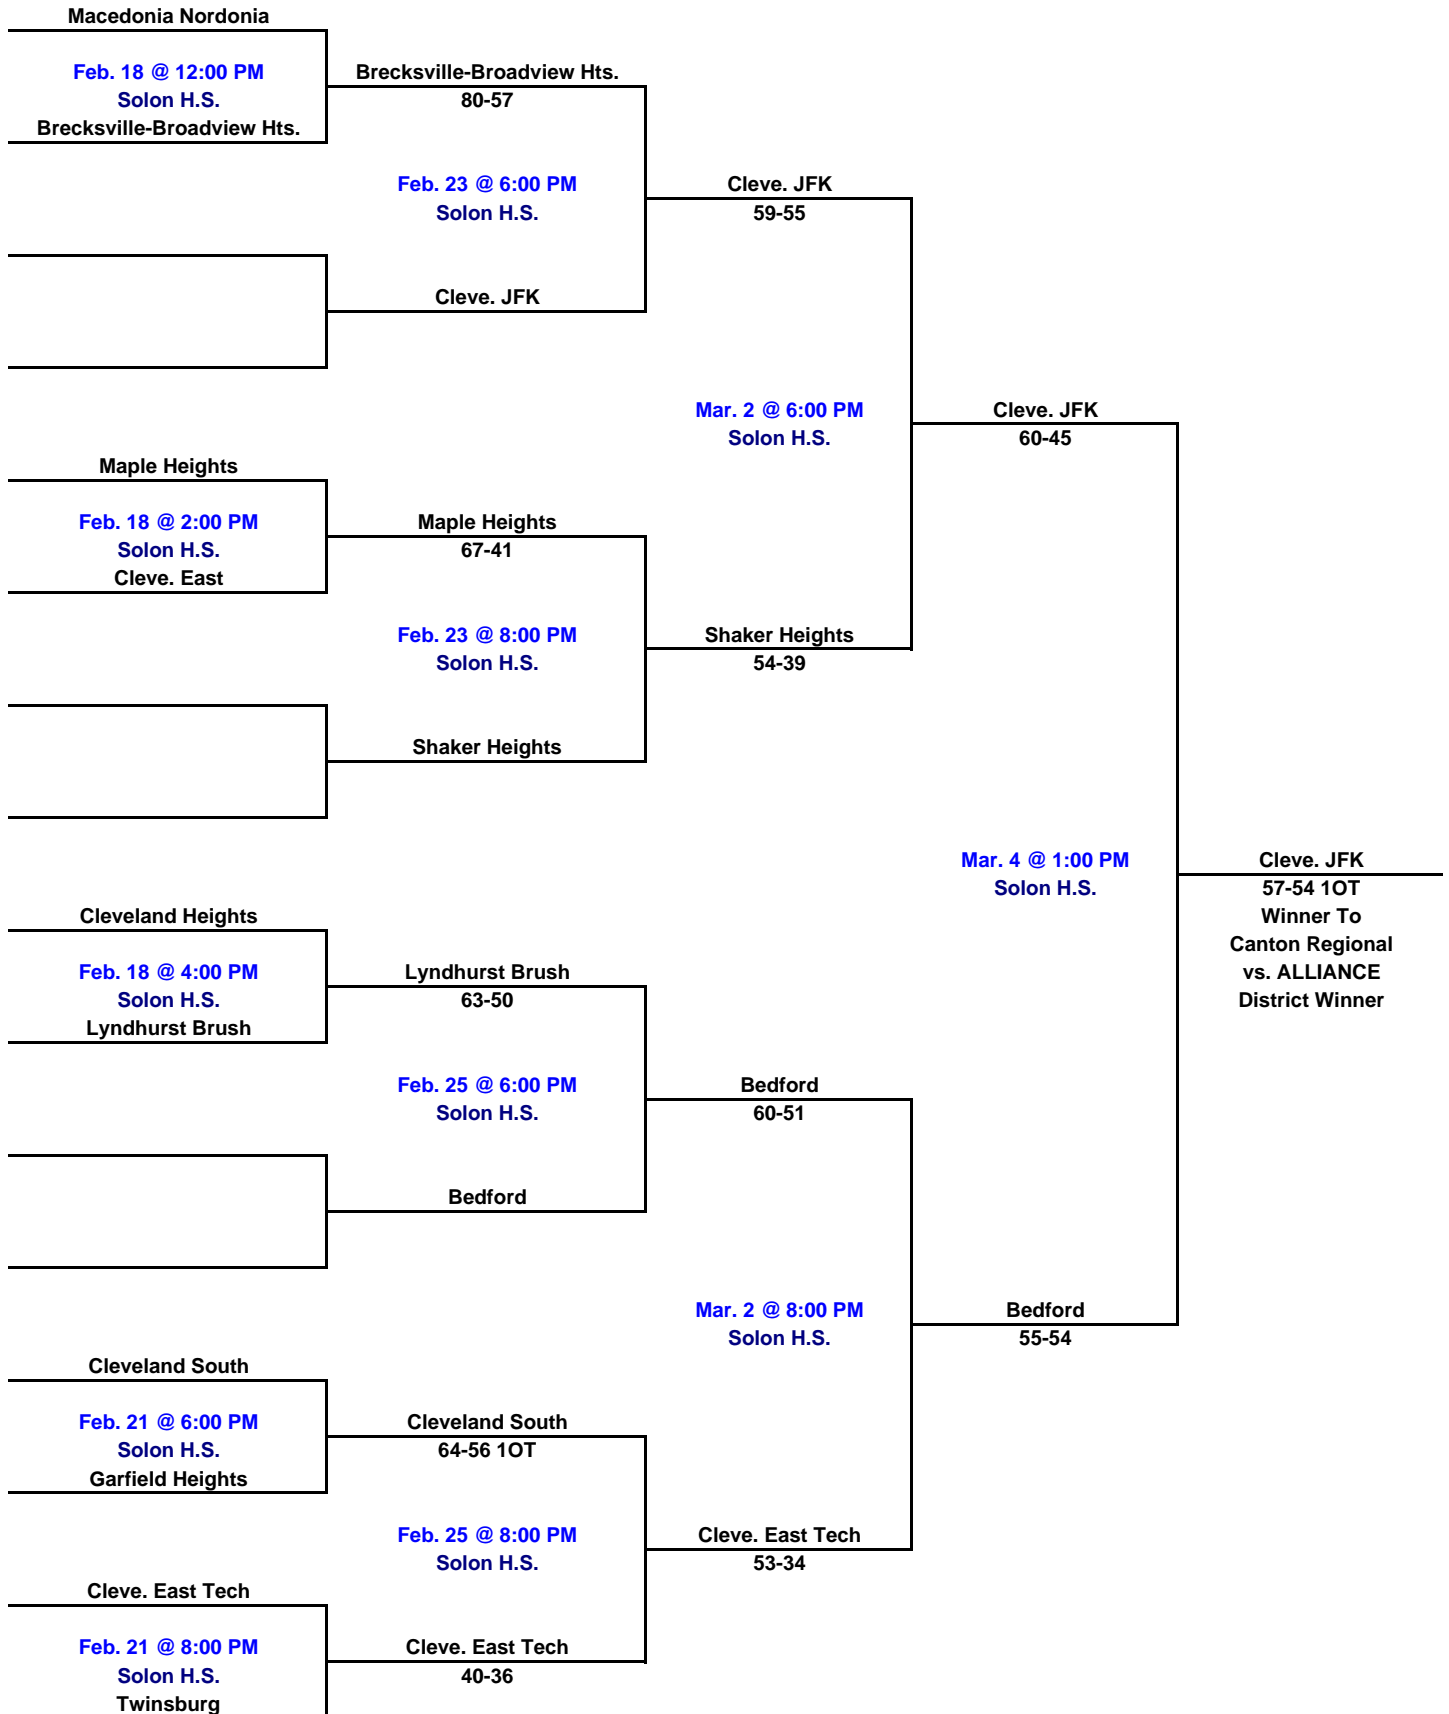 Macedonia Nordonia
Feb. 18 @ 12:00 PM
Solon H.S.
Brecksville-Broadview Hts.
Brecksville-Broadview Hts.
80-57
Feb. 23 @ 6:00 PM
Solon H.S.
Cleve. JFK
Cleve. JFK
59-55
Mar. 2 @ 6:00 PM
Solon H.S.
Cleve. JFK
60-45
Maple Heights
Feb. 18 @ 2:00 PM
Solon H.S.
Cleve. East
Maple Heights
67-41
Feb. 23 @ 8:00 PM
Solon H.S.
Shaker Heights
Shaker Heights
54-39
Mar. 4 @ 1:00 PM
Solon H.S.
Cleve. JFK
57-54 1OT
Winner To
Canton Regional
vs. ALLIANCE
District Winner
Cleveland Heights
Feb. 18 @ 4:00 PM
Solon H.S.
Lyndhurst Brush
Lyndhurst Brush
63-50
Feb. 25 @ 6:00 PM
Solon H.S.
Bedford
Bedford
60-51
Mar. 2 @ 8:00 PM
Solon H.S.
Bedford
55-54
Cleveland South
Feb. 21 @ 6:00 PM
Solon H.S.
Garfield Heights
Cleveland South
64-56 1OT
Feb. 25 @ 8:00 PM
Solon H.S.
Cleve. East Tech
53-34
Cleve. East Tech
Feb. 21 @ 8:00 PM
Solon H.S.
Twinsburg
Cleve. East Tech
40-36